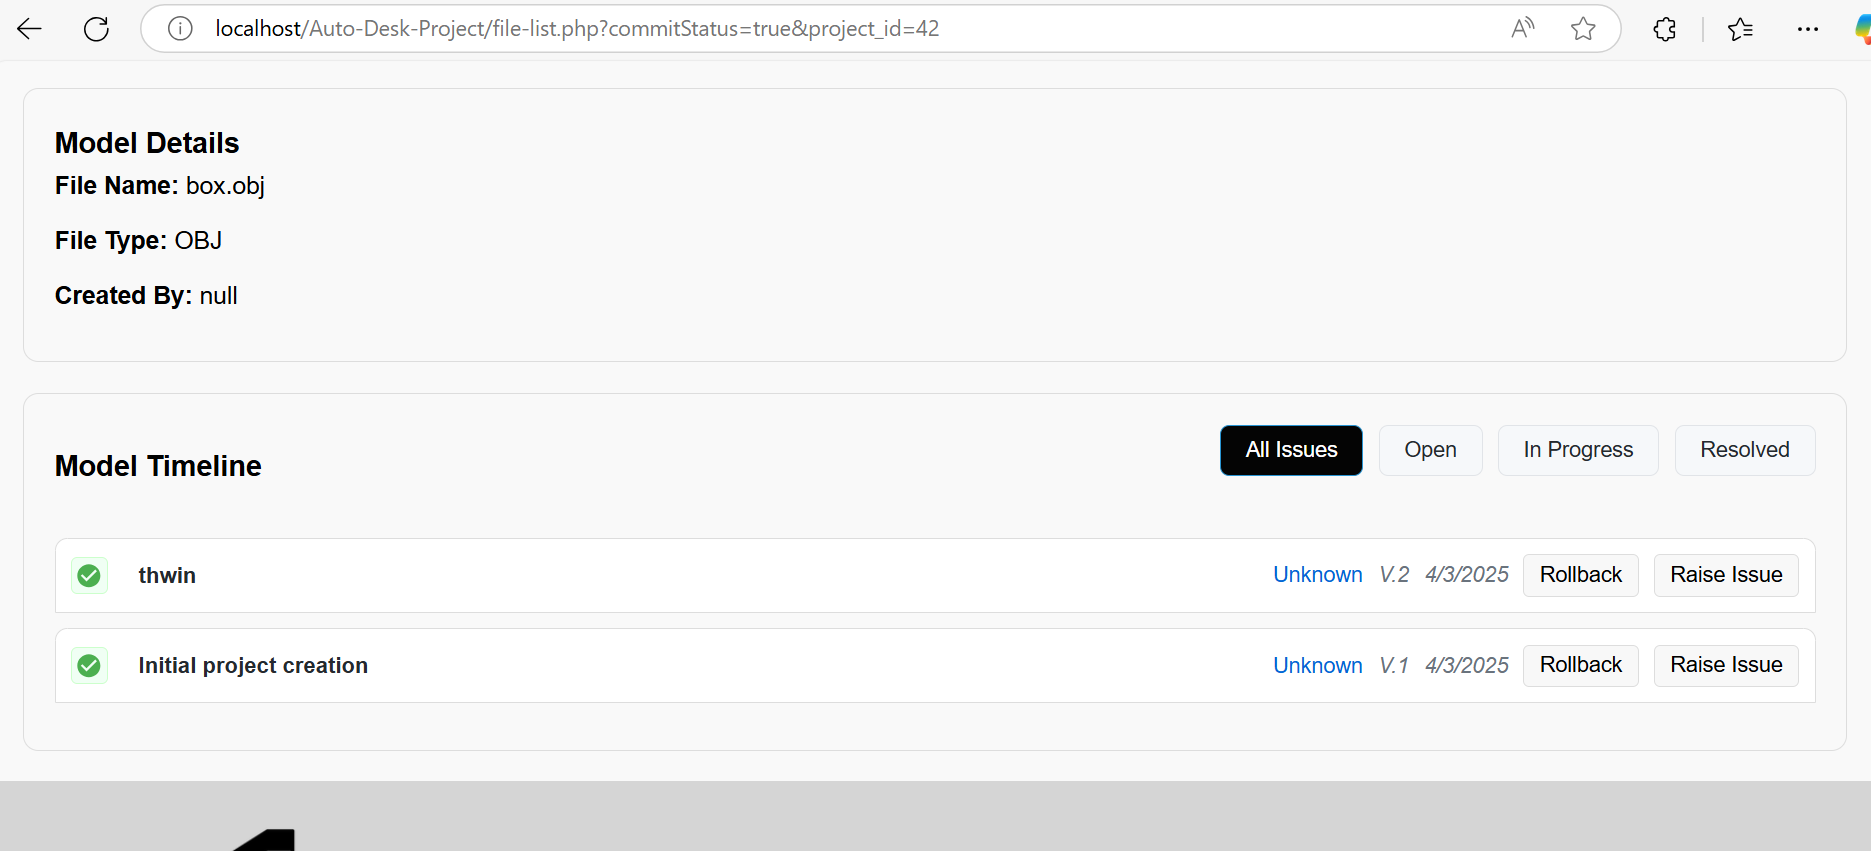 localhost/Auto-Desk-Project/file-list.php?commitStatus=true&project_id=42
Model Details
File Name: box.obj
File Type: OBJ
Created By: null
Model Timeline
All Issues Open In Progress Resolved
thwin Unknown V.2 4/3/2025 Rollback Raise Issue
Initial project creation Unknown V.1 4/3/2025 Rollback Raise Issue